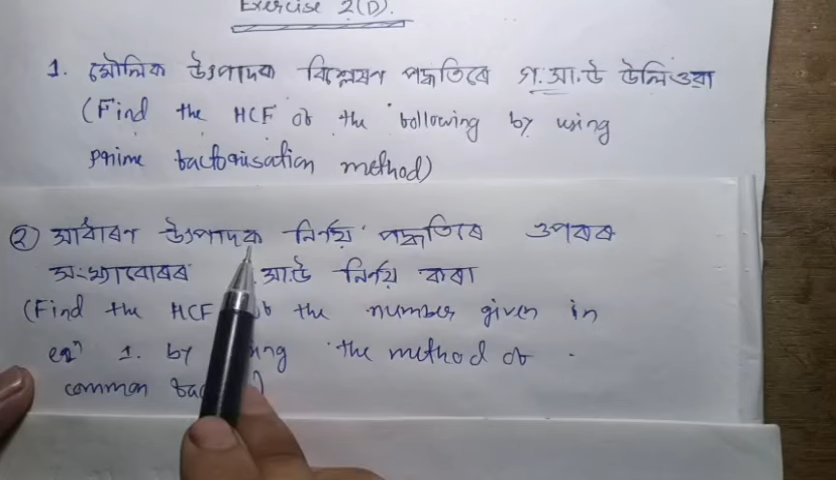 Exercise 2(D).
1. মৌলিক উৎপাদক বিশ্লেষণ পদ্ধতিৰে গ.সা.উ উলিওৱা
(Find the HCF of the following by using
prime factorisation method)
② সাধাৰণ উৎপাদক নিৰ্ণয় পদ্ধতিৰে ওপৰৰ
সংখ্যাবোৰৰ .সা.উ নিৰ্ণয় কৰা
(Find the HCF of the number given in
1. by the method of
common